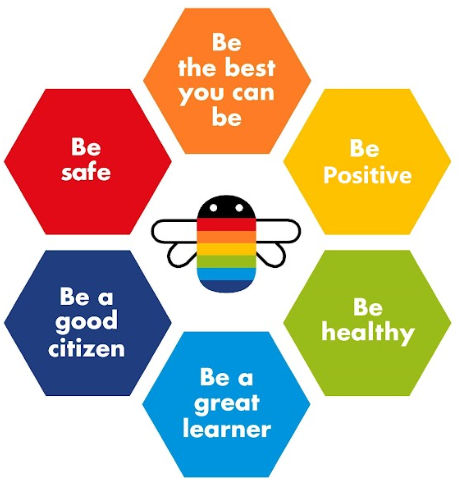 Be
the best
you can
be
Be
safe
Be
Positive
Be a
good
citizen
Be
healthy
Be a
great
learner